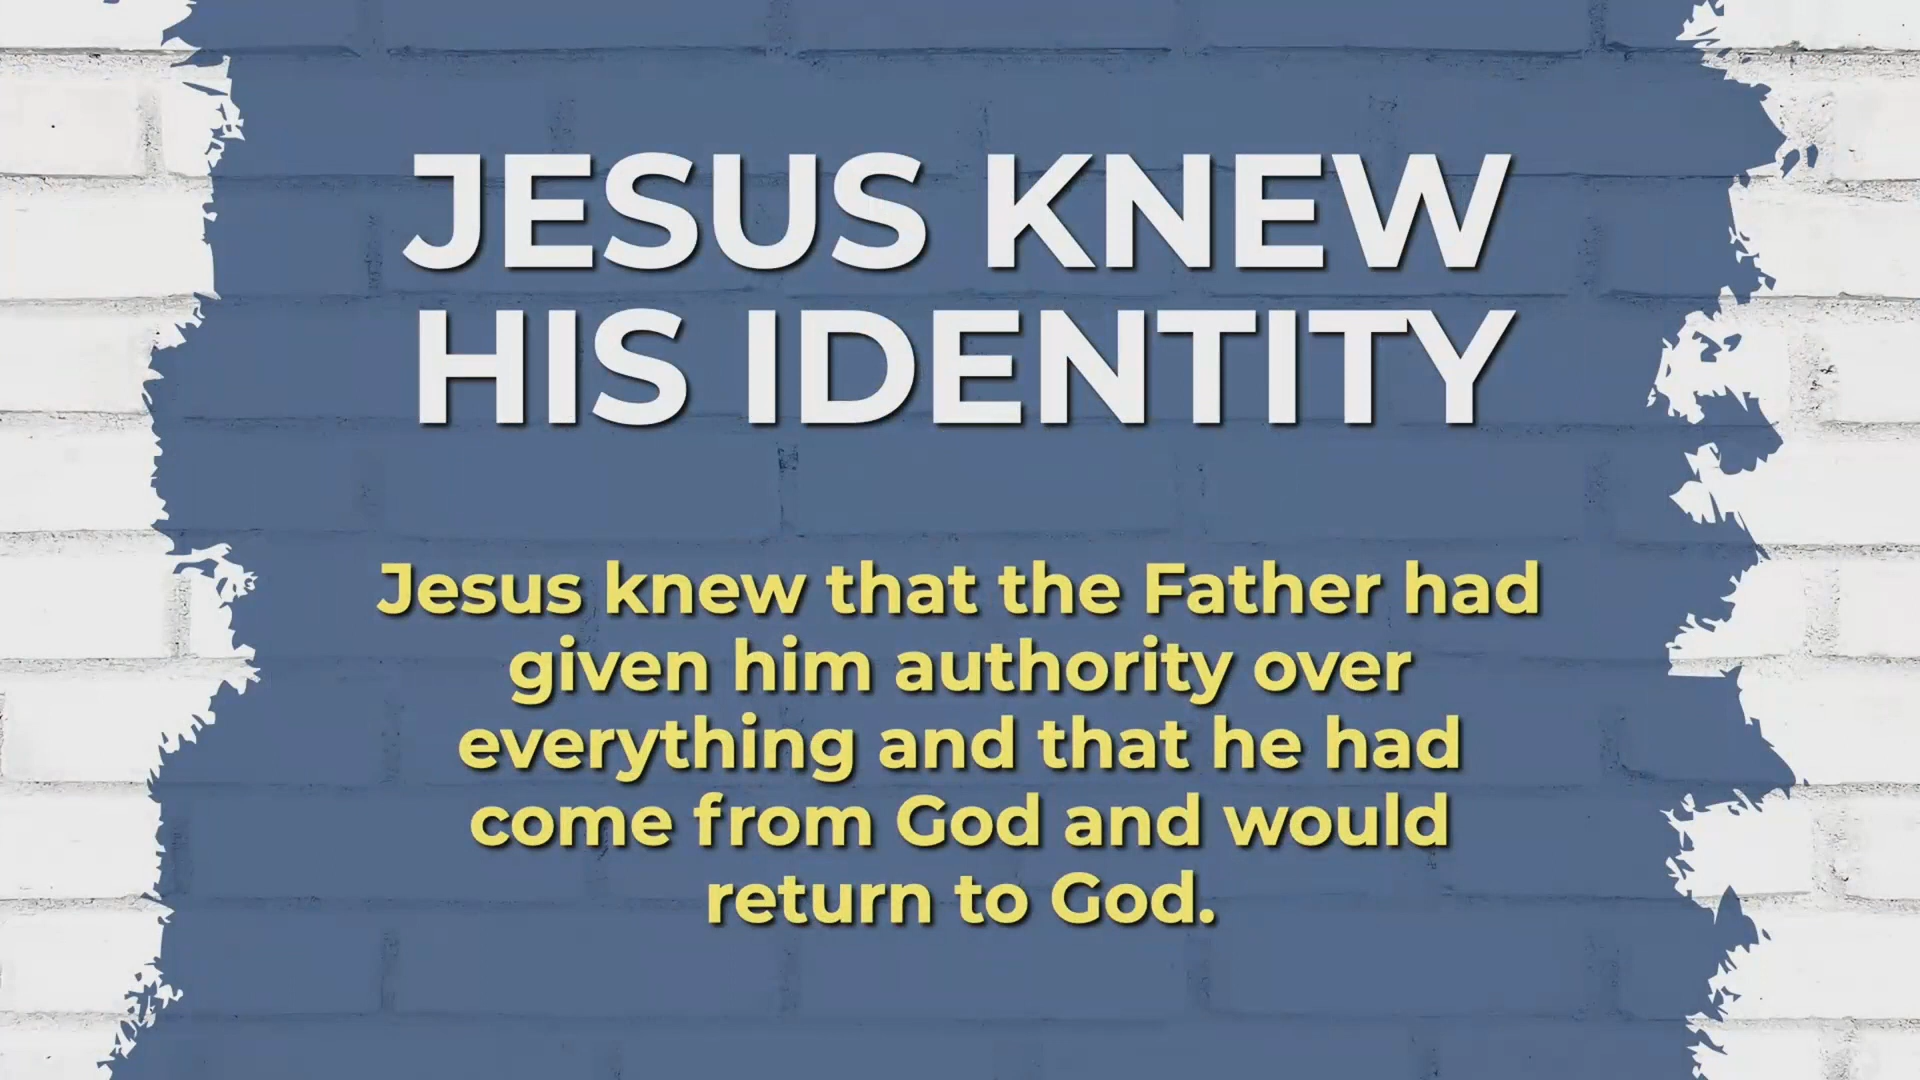 JESUS KNEW
HIS IDENTITY
Jesus knew that the Father had
given him authority over
everything and that he had
come from God and would
return to God.